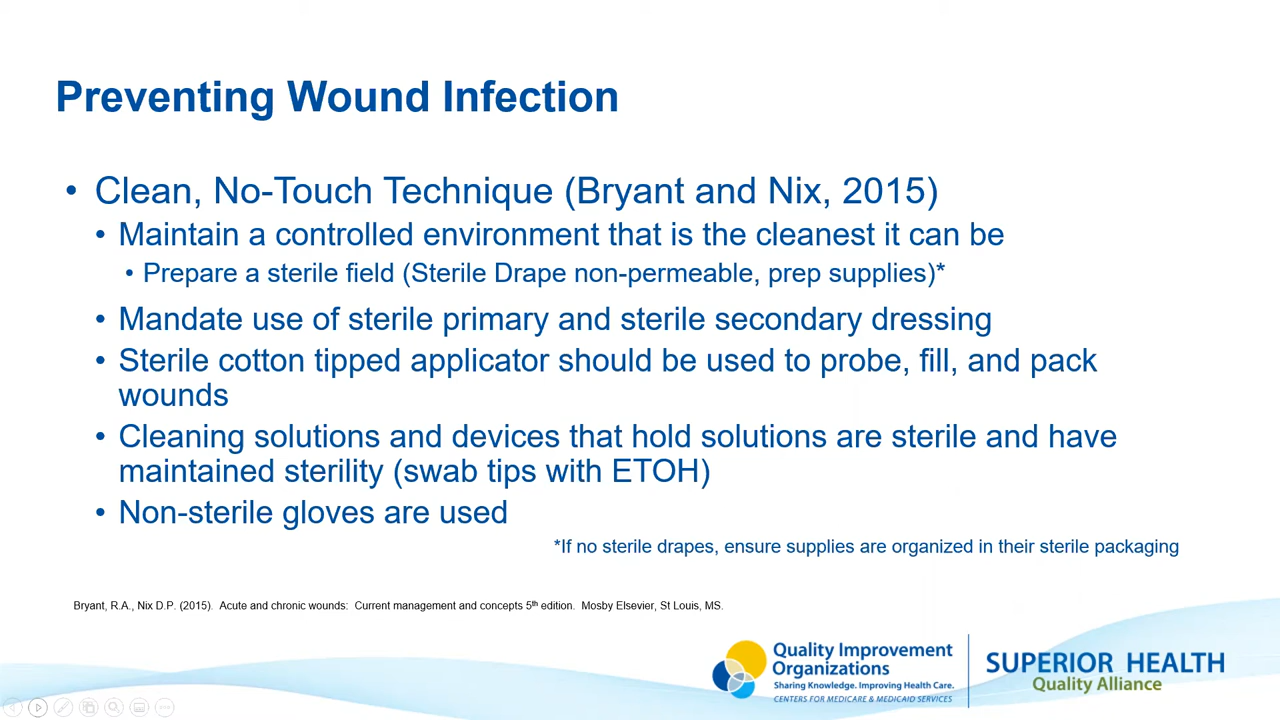 Preventing Wound Infection
• Clean, No-Touch Technique (Bryant and Nix, 2015)
• Maintain a controlled environment that is the cleanest it can be
• Prepare a sterile field (Sterile Drape non-permeable, prep supplies)*
• Mandate use of sterile primary and sterile secondary dressing
• Sterile cotton tipped applicator should be used to probe, fill, and pack
wounds
• Cleaning solutions and devices that hold solutions are sterile and have
maintained sterility (swab tips with ETOH)
• Non-sterile gloves are used
*If no sterile drapes, ensure supplies are organized in their sterile packaging
Bryant, R.A., Nix D.P. (2015). Acute and chronic wounds: Current management and concepts 5th edition. Mosby Elsevier, St Louis, MS.
Quality Improvement
Organizations
Sharing Knowledge. Improving Health Care.
CENTERS FOR MEDICARE & MEDICAID SERVICES
SUPERIOR HEALTH
Quality Alliance